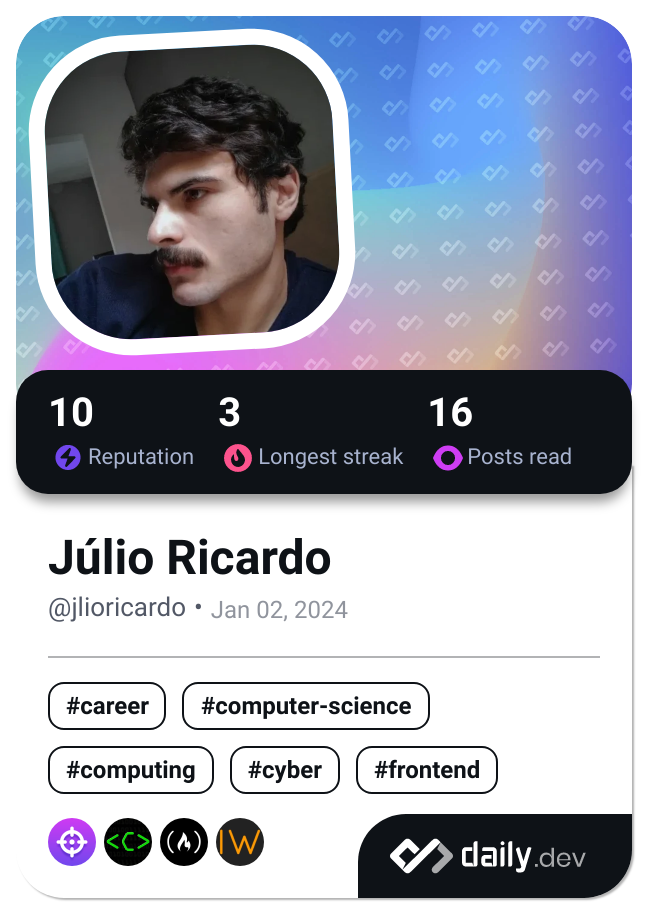 10 3 16
Reputation Longest streak Posts read
Júlio Ricardo
@jlioricardo • Jan 02, 2024
#career #computer-science
#computing #cyber #frontend
<C> IW
daily.dev